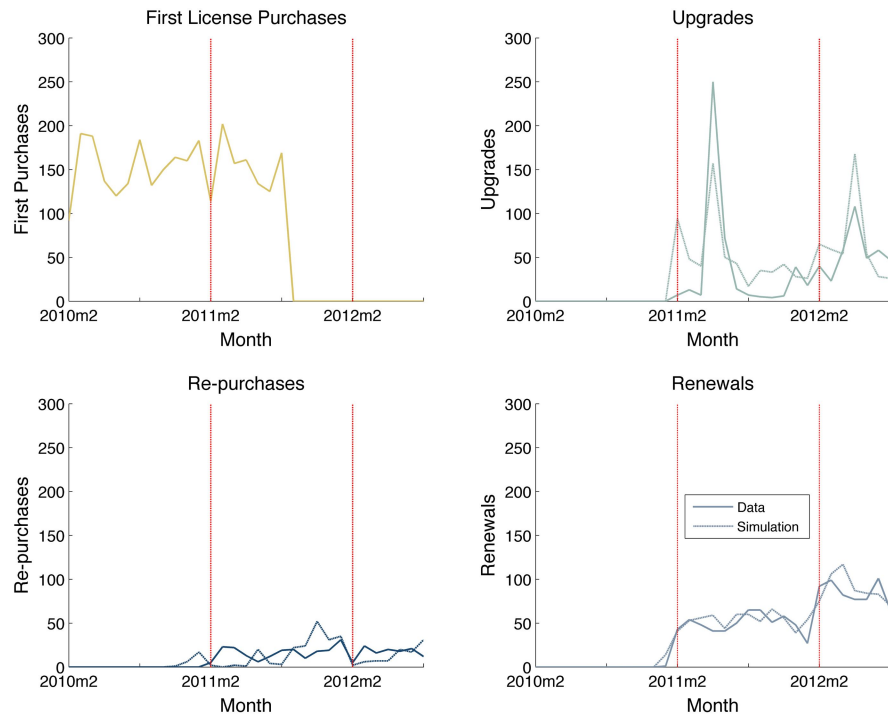 First License Purchases
300
250
200
150
100
50
0
First Purchases
2010m2
2011m2
2012m2
Month
Upgrades
300
250
200
150
100
50
0
Upgrades
2010m2
2011m2
2012m2
Month
Re-purchases
300
250
200
150
100
50
0
Re-purchases
2010m2
2011m2
2012m2
Month
Renewals
300
250
200
150
100
50
0
Renewals
Data
Simulation
2010m2
2011m2
2012m2
Month